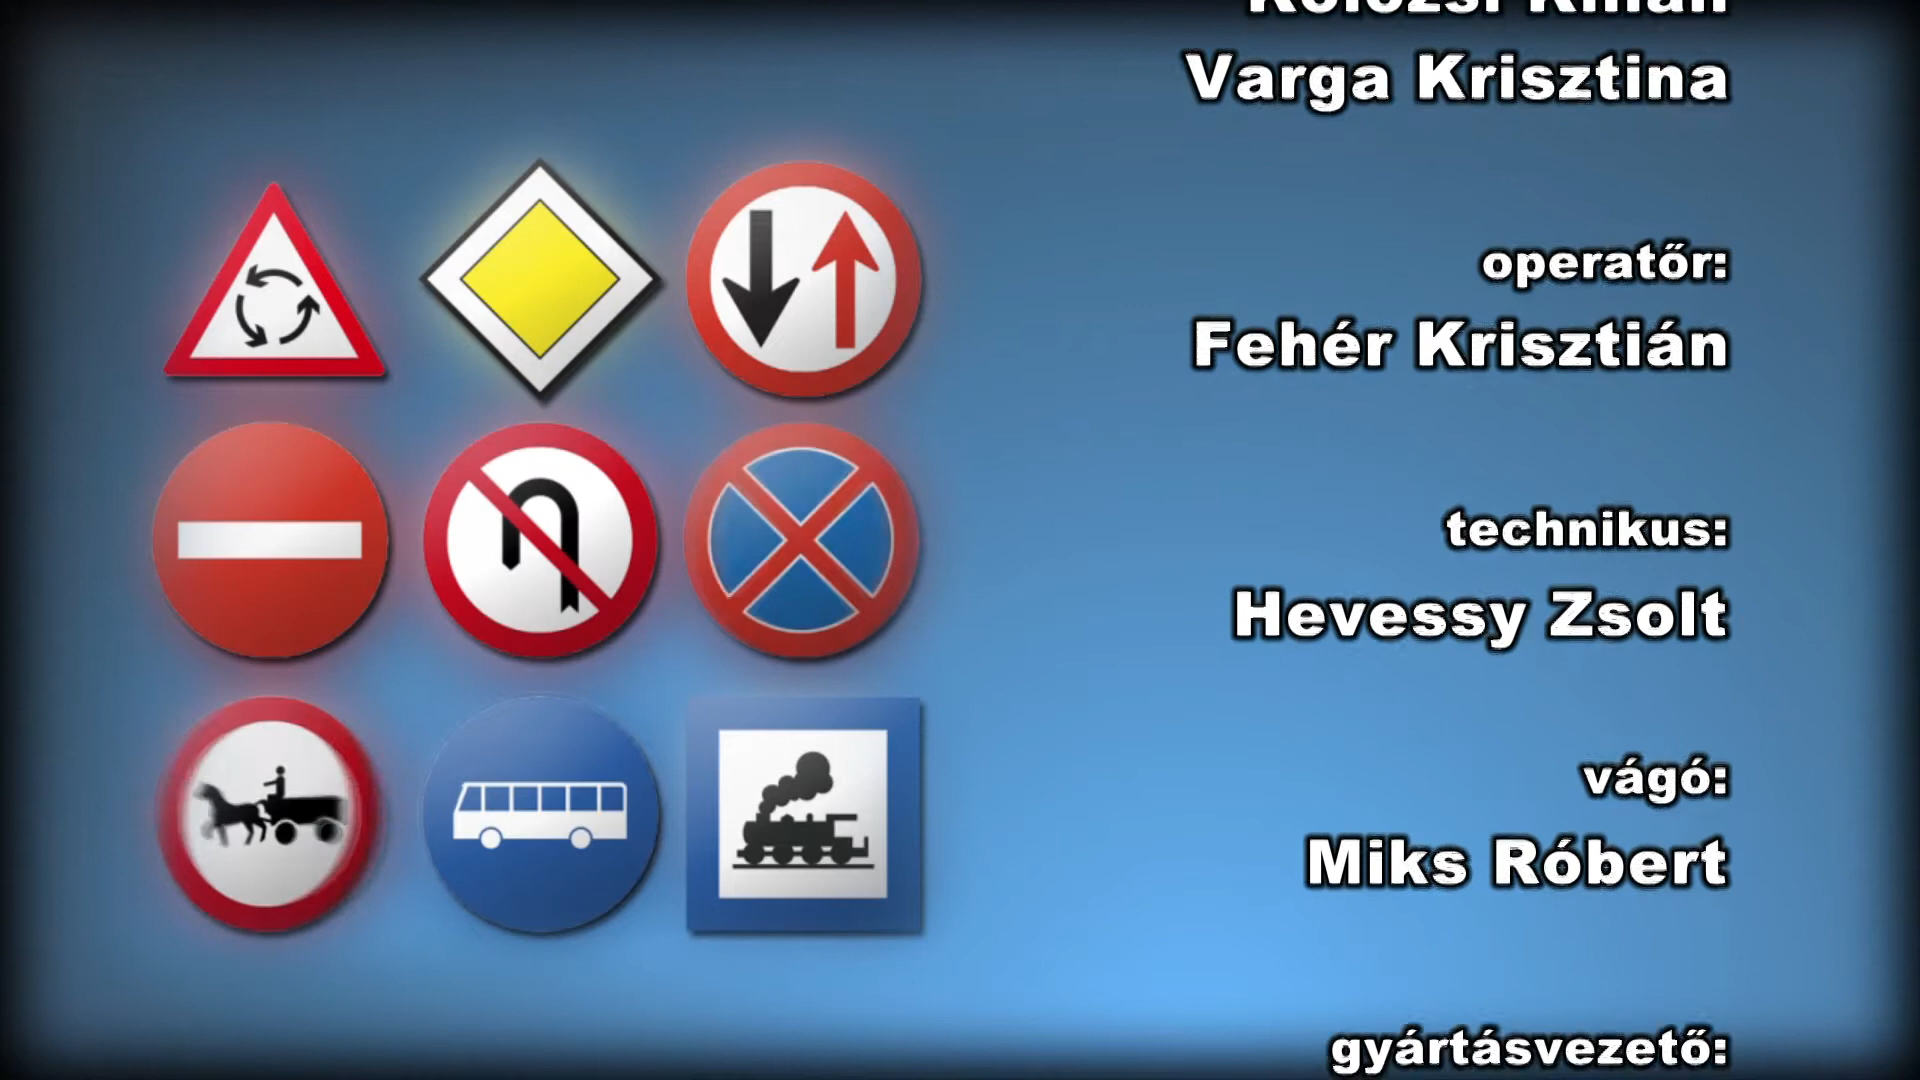 Varga Krisztina
operatőr:
Fehér Krisztián
technikus:
Hevessy Zsolt
vágó:
Miks Róbert
gyártásvezető: